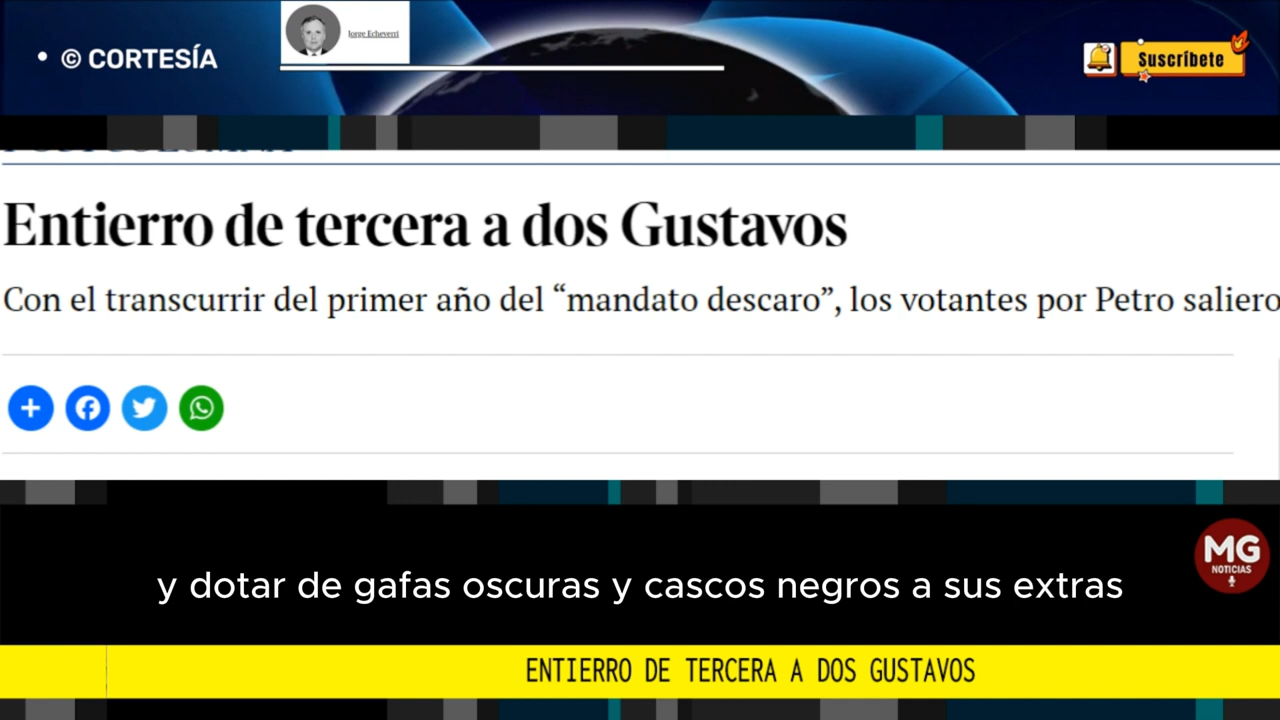 • © CORTESÍA
Jorge Echeverri
Suscríbete
Entierro de tercera a dos Gustavos
Con el transcurrir del primer año del “mandato descaro”, los votantes por Petro saliero
y dotar de gafas oscuras y cascos negros a sus extras
MG
NOTICIAS
ENTIERRO DE TERCERA A DOS GUSTAVOS